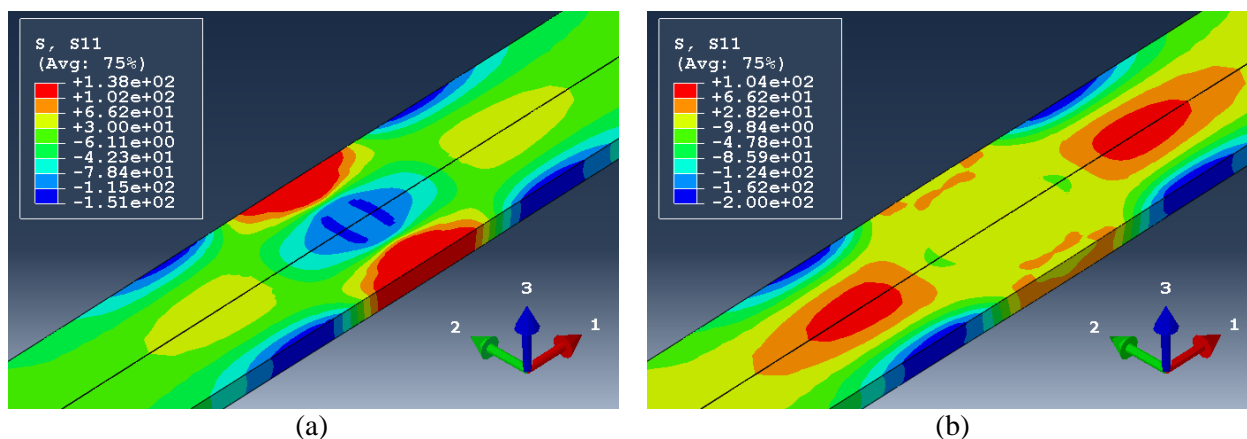 S, S11
(Avg: 75%)
+1.38e+02
+1.02e+02
+6.62e+01
+3.00e+01
-6.11e+00
-4.23e+01
-7.84e+01
-1.15e+02
-1.51e+02
3
2
1
(a)
S, S11
(Avg: 75%)
+1.04e+02
+6.62e+01
+2.82e+01
-9.84e+00
-4.78e+01
-8.59e+01
-1.24e+02
-1.62e+02
-2.00e+02
3
2
1
(b)